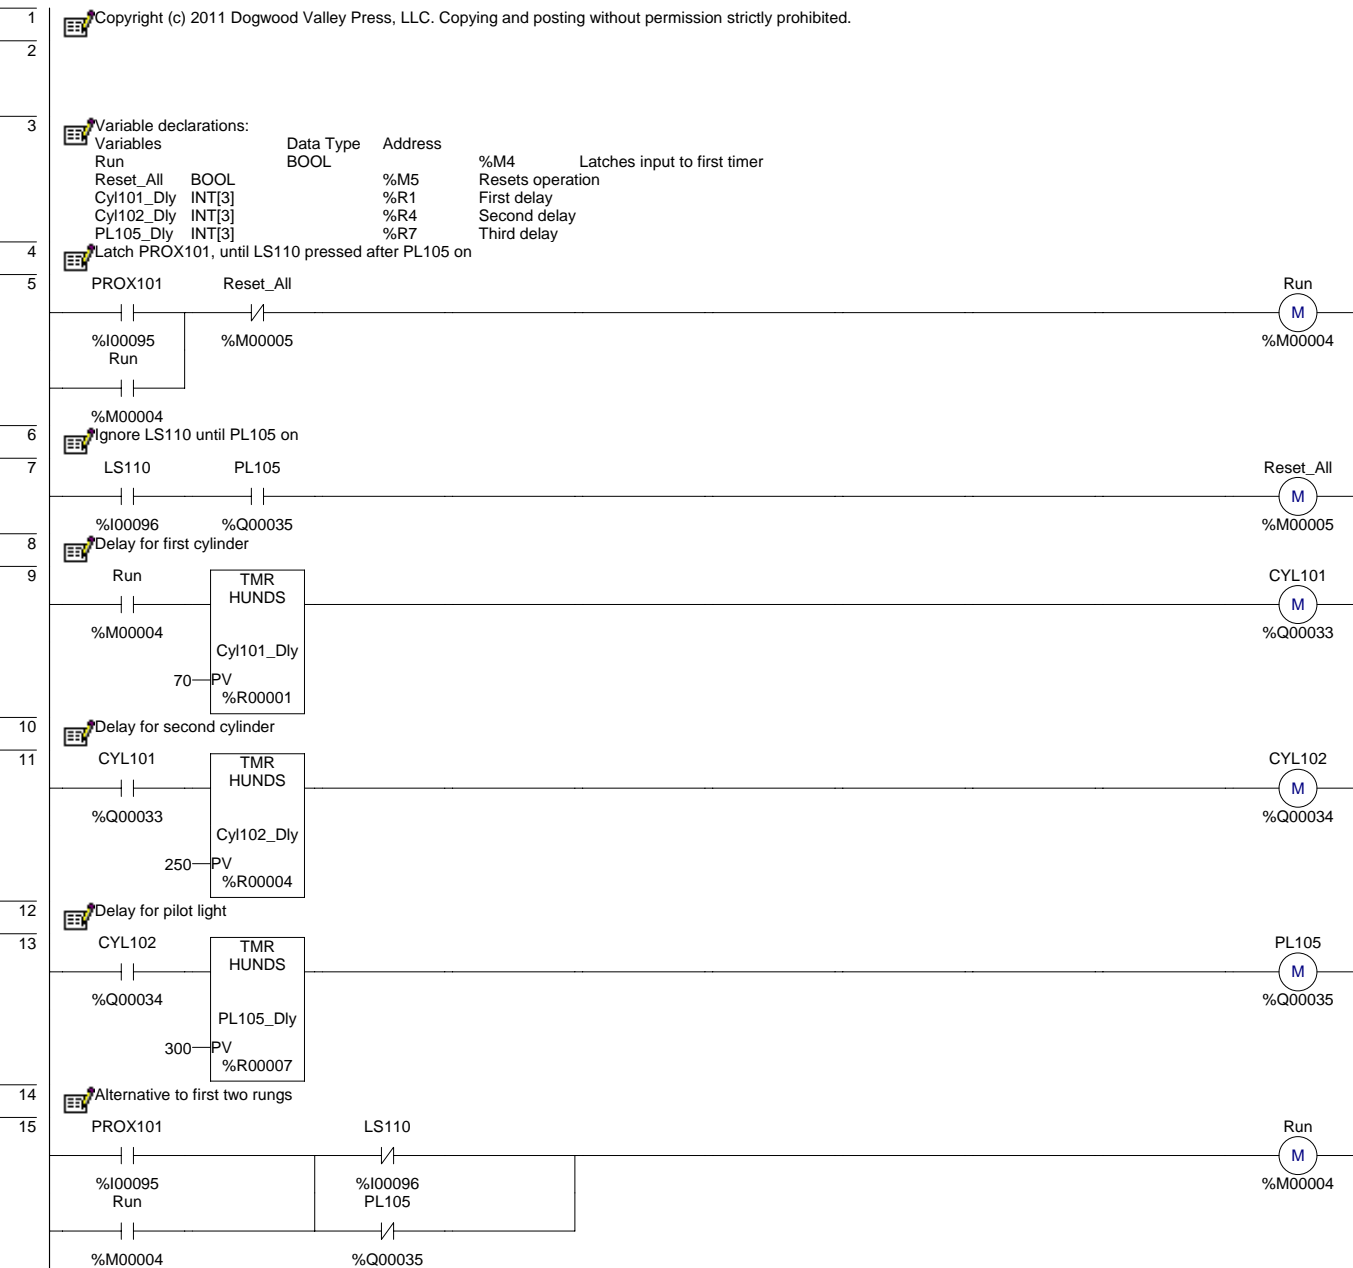 1 Copyright (c) 2011 Dogwood Valley Press, LLC. Copying and posting without permission strictly prohibited.
2
3 Variable declarations:
Variables Data Type Address
Run BOOL %M4 Latches input to first timer
Reset_All BOOL %M5 Resets operation
Cyl101_Dly INT[3] %R1 First delay
Cyl102_Dly INT[3] %R4 Second delay
PL105_Dly INT[3] %R7 Third delay
4 Latch PROX101, until LS110 pressed after PL105 on
5 PROX101 Reset_All Run
M
%I00095 %M00005 %M00004
Run
%M00004
6 Ignore LS110 until PL105 on
7 LS110 PL105 Reset_All
M
%I00096 %Q00035 %M00005
8 Delay for first cylinder
9 Run TMR CYL101
HUNDS M
%M00004 %Q00033
Cyl101_Dly
70 PV
%R00001
10 Delay for second cylinder
11 CYL101 TMR CYL102
HUNDS M
%Q00033 %Q00034
Cyl102_Dly
250 PV
%R00004
12 Delay for pilot light
13 CYL102 TMR PL105
HUNDS M
%Q00034 %Q00035
PL105_Dly
300 PV
%R00007
14 Alternative to first two rungs
15 PROX101 LS110 Run
M
%I00095 %I00096 %M00004
Run PL105
%M00004 %Q00035